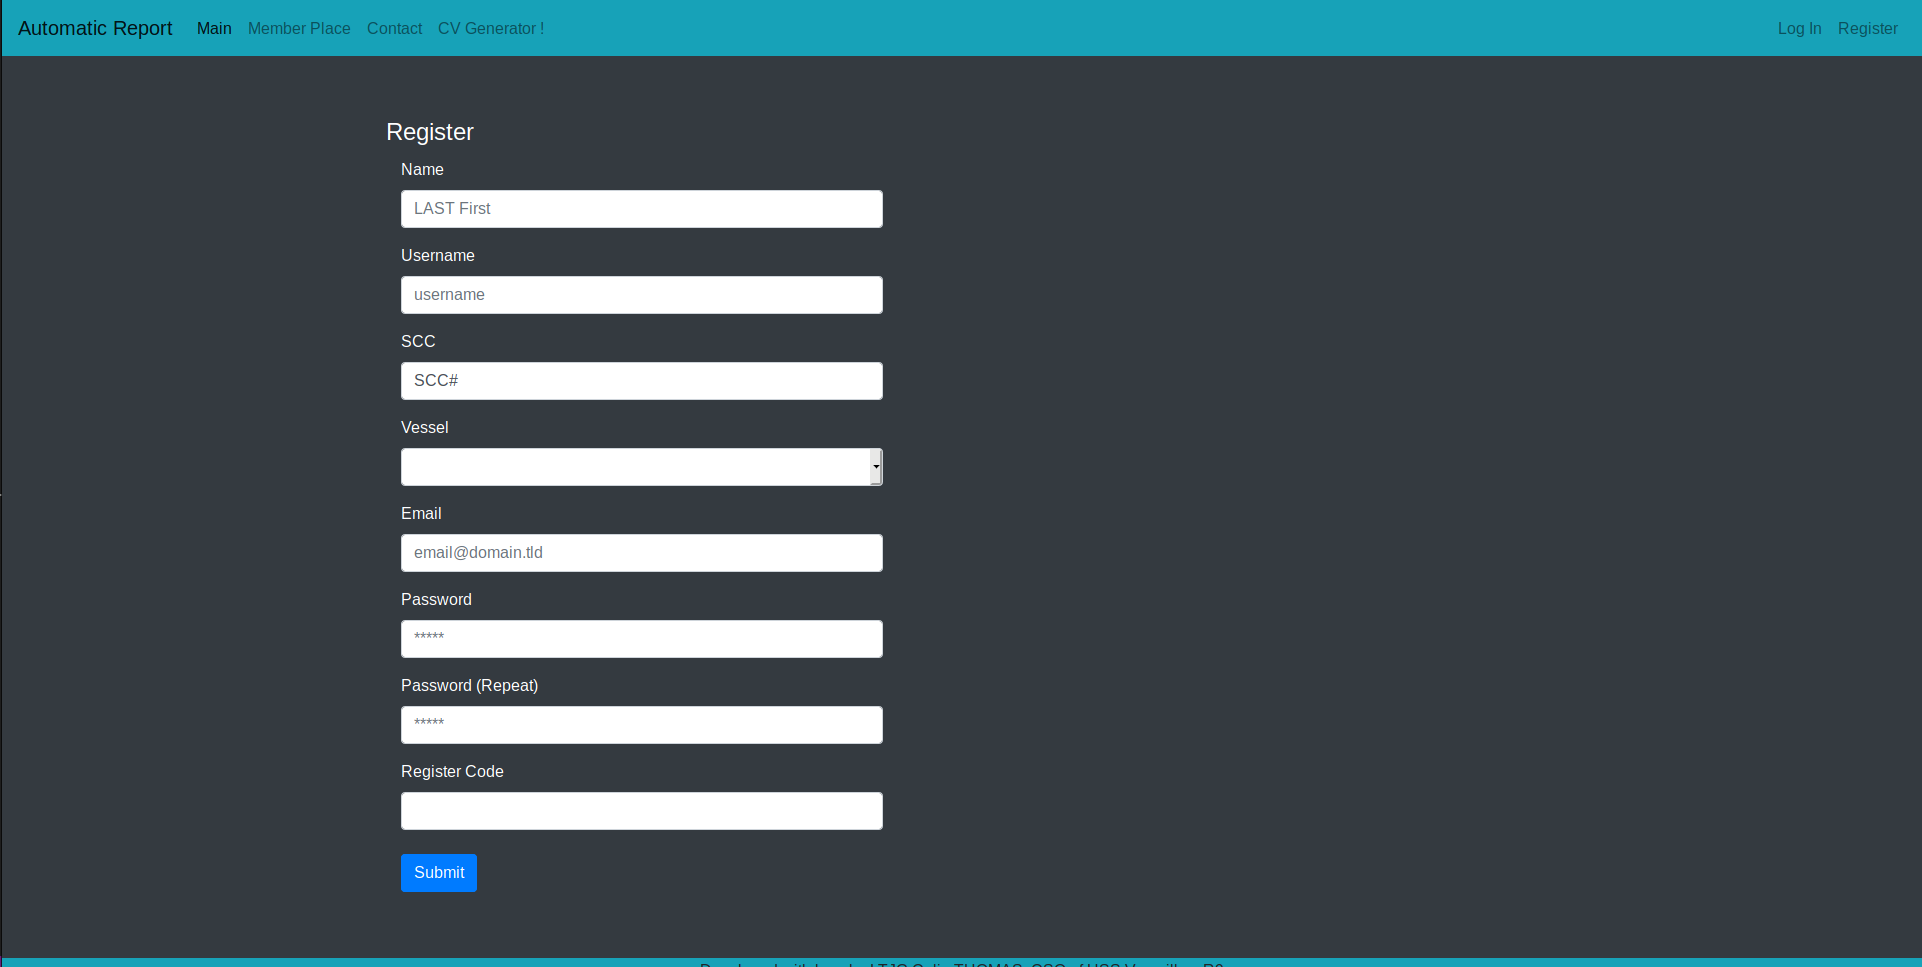 Automatic Report Main Member Place Contact CV Generator ! Log In Register
Register
Name
LAST First
Username
username
SCC
SCC#
Vessel
Email
email@domain.tld
Password
*****
Password (Repeat)
*****
Register Code
Submit